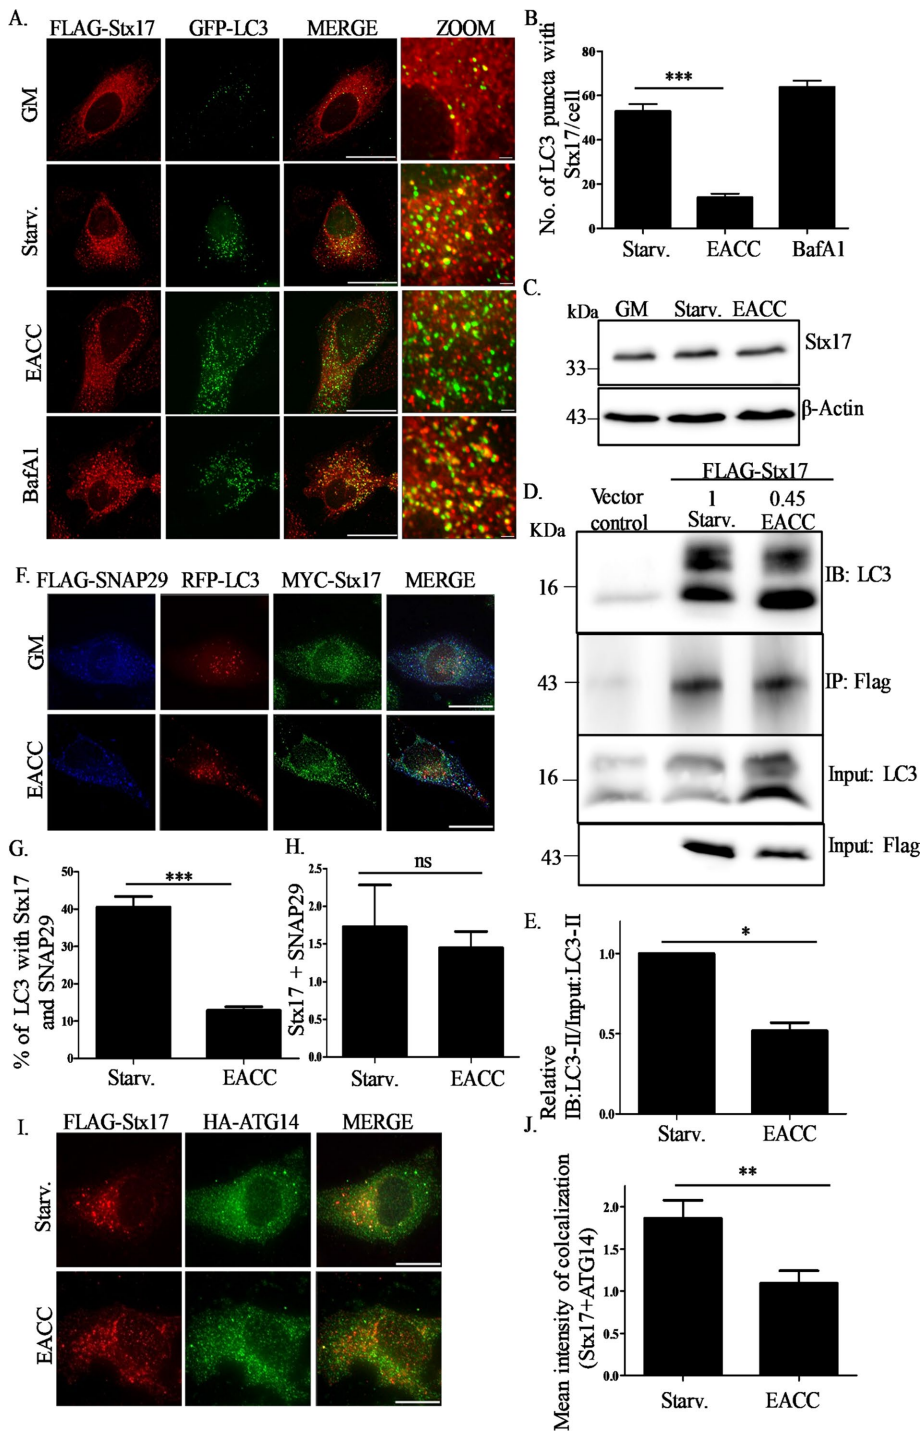 A.
FLAG-Stx17 GFP-LC3 MERGE ZOOM
GM
Starv.
EACC
BafA1
B.
No. of LC3 puncta with
Stx17/cell
80
60
40
20
0
***
Starv. EACC BafA1
C.
kDa GM Starv. EACC
33
Stx17
43
β-Actin
D.
FLAG-Stx17
Vector
control
1
Starv.
0.45
EACC
KDa
16
IB: LC3
43
IP: Flag
16
Input: LC3
43
Input: Flag
E.
Relative
IB:LC3-II/Input:LC3-II
1.0
0.5
0.0
*
Starv. EACC
F.
FLAG-SNAP29 RFP-LC3 MYC-Stx17 MERGE
GM
EACC
G.
% of LC3 with Stx17
and SNAP29
50
40
30
20
10
0
***
Starv. EACC
H.
Stx17 + SNAP29
2.5
2.0
1.5
1.0
0.5
0.0
ns
Starv. EACC
I.
FLAG-Stx17 HA-ATG14 MERGE
Starv.
EACC
J.
Mean intensity of colcalization
(Stx17+ATG14)
2.0
1.5
1.0
0.5
0.0
**
Starv. EACC